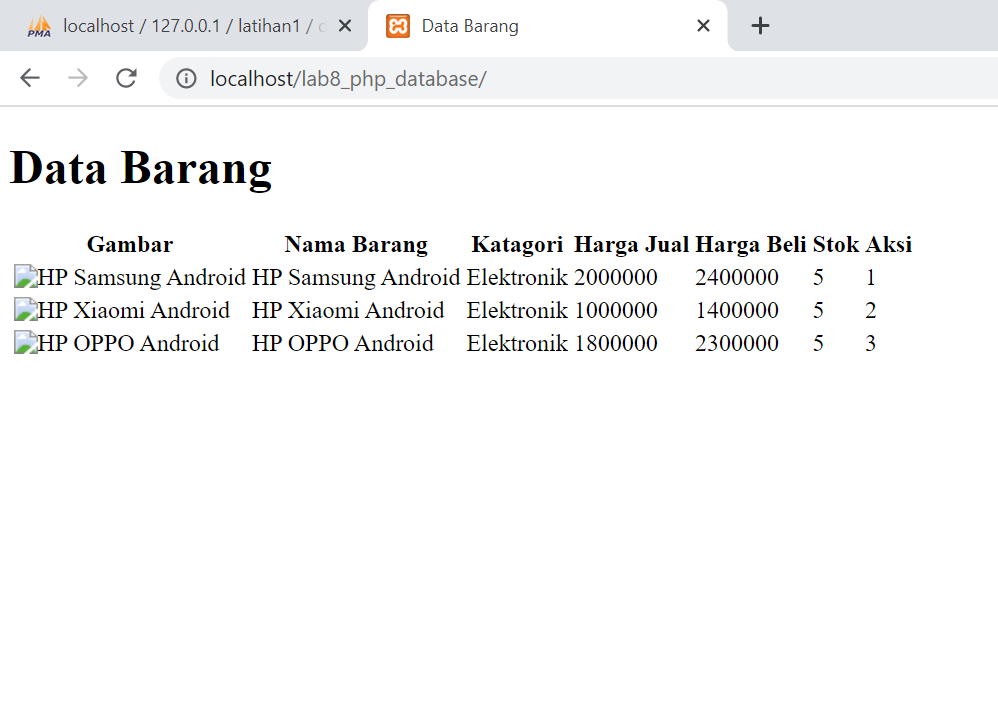 PMA localhost / 127.0.0.1 / latihan1 / Data Barang
localhost/lab8_php_database/
Data Barang
Gambar Nama Barang Katagori Harga Jual Harga Beli Stok Aksi
HP Samsung Android HP Samsung Android Elektronik 2000000 2400000 5 1
HP Xiaomi Android HP Xiaomi Android Elektronik 1000000 1400000 5 2
HP OPPO Android HP OPPO Android Elektronik 1800000 2300000 5 3